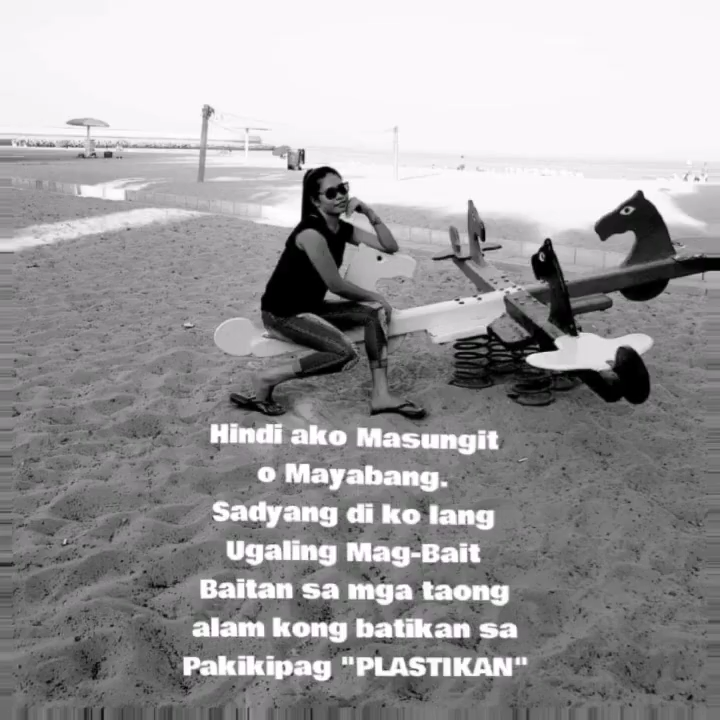 Hindi ako Masungit
o Mayabang.
Sadyang di ko lang
Ugaling Mag-Bait
Baitan sa mga taong
alam kong batikan sa
Pakikipag "PLASTIKAN"